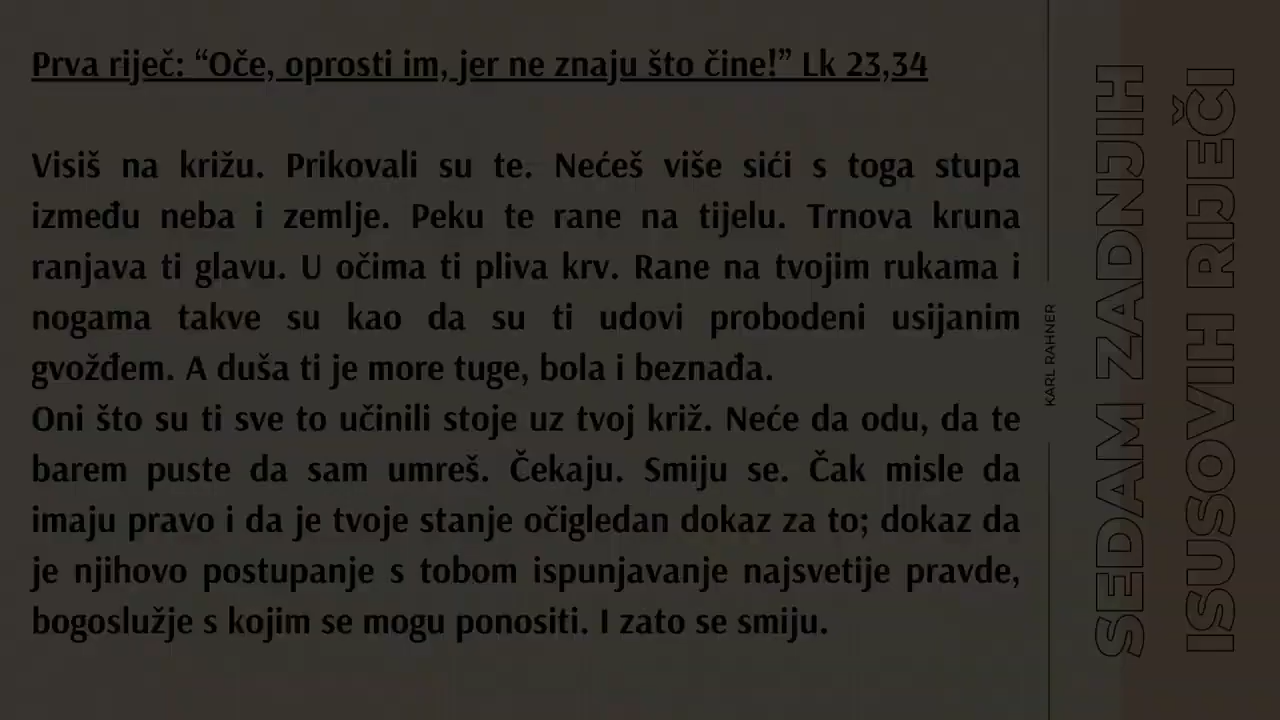 Prva riječ: “Oče, oprosti im, jer ne znaju što čine!” Lk 23,34
Visiš na križu. Prikovali su te. Nećeš više sići s toga stupa
između neba i zemlje. Peku te rane na tijelu. Trnova kruna
ranjava ti glavu. U očima ti pliva krv. Rane na tvojim rukama i
nogama takve su kao da su ti udovi probodeni usijanim
gvožđem. A duša ti je more tuge, bola i beznađa.
Oni što su ti sve to učinili stoje uz tvoj križ. Neće da odu, da te
barem puste da sam umreš. Čekaju. Smiju se. Čak misle da
imaju pravo i da je tvoje stanje očigledan dokaz za to; dokaz da
je njihovo postupanje s tobom ispunjavanje najsvetije pravde,
bogoslužje s kojim se mogu ponositi. I zato se smiju.
KARL RAHNER
SEDAM ZADNJIH
ISUSOVIH RIJEČI